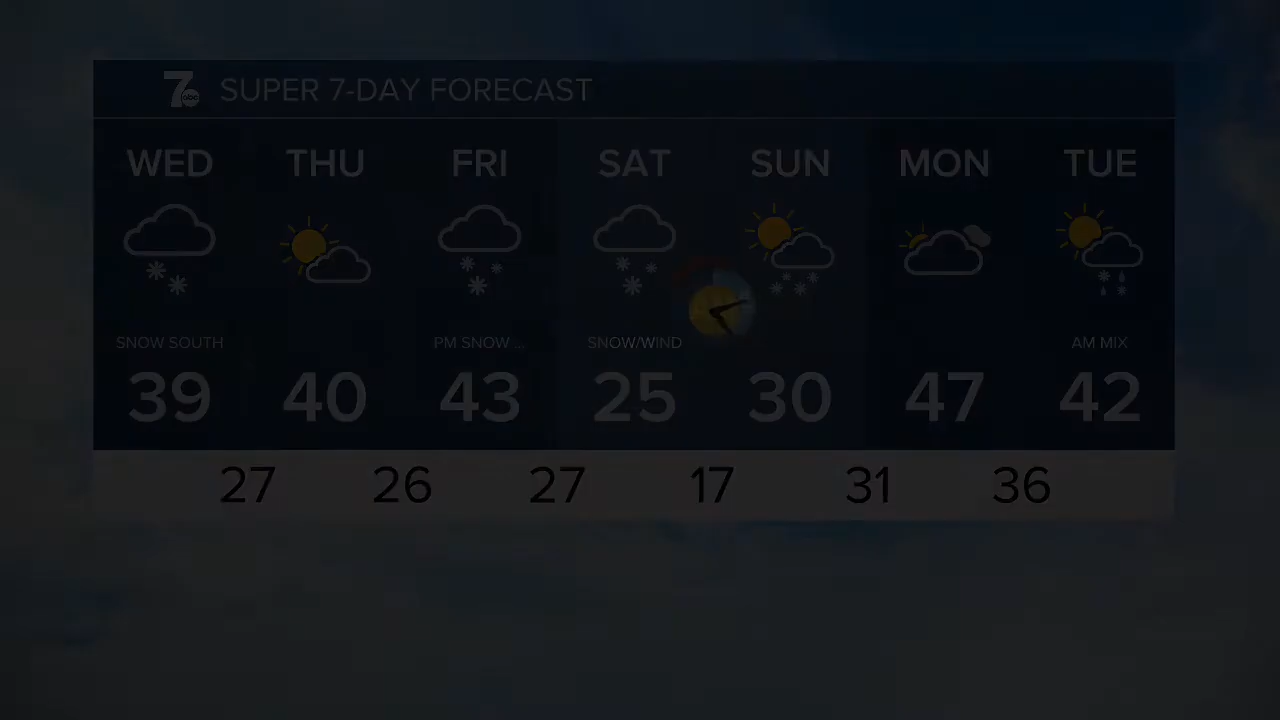 7 abc SUPER 7-DAY FORECAST
WED THU FRI SAT SUN MON TUE
SNOW SOUTH PM SNOW ... SNOW/WIND AM MIX
39 40 43 25 30 47 42
27 26 27 17 31 36